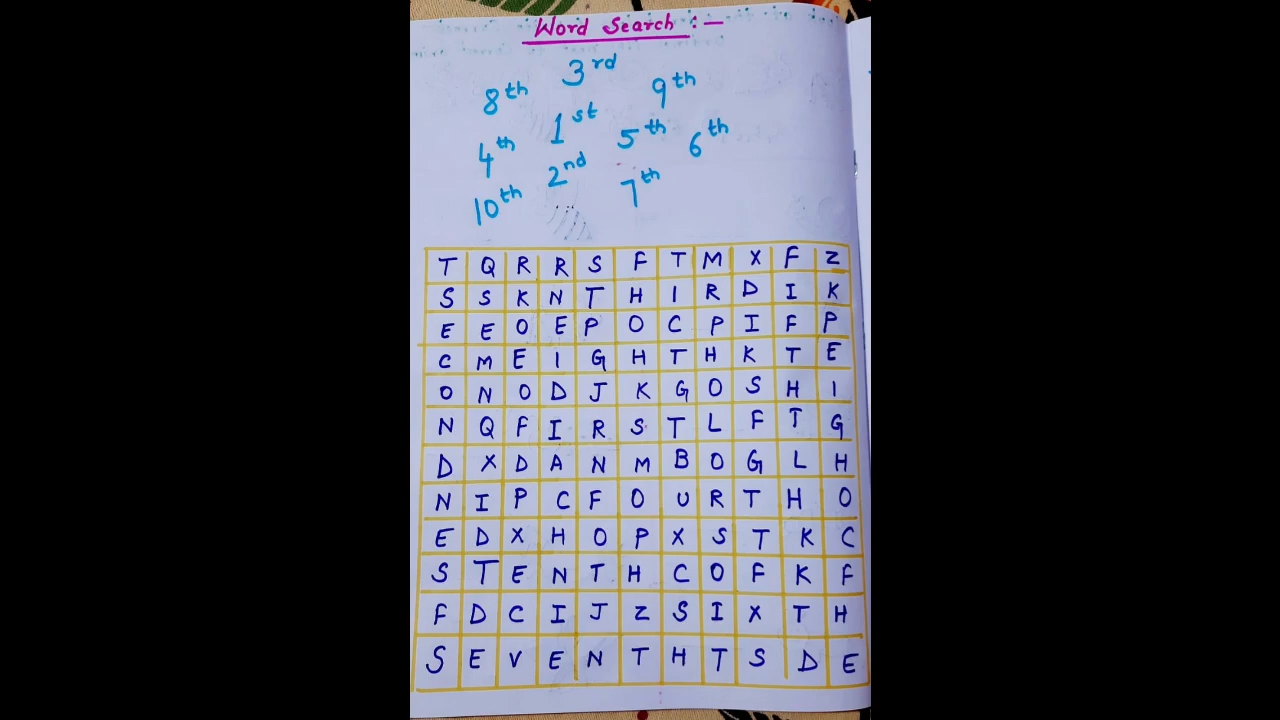 Word Search :-
8th 3rd 9th
4th 1st 5th 6th
10th 2nd 7th
T Q R R S F T M X F Z
S S K N T H I R D I K
E E O E P O C P I F P
C M E I G H T H K T E
O N O D J K G O S H I
N Q F I R S T L F T G
D X D A N M B O G L H
N I P C F O U R T H O
E D X H O P X S T K C
S T E N T H C O F K F
F D C I J Z S I X T H
S E V E N T H T S D E